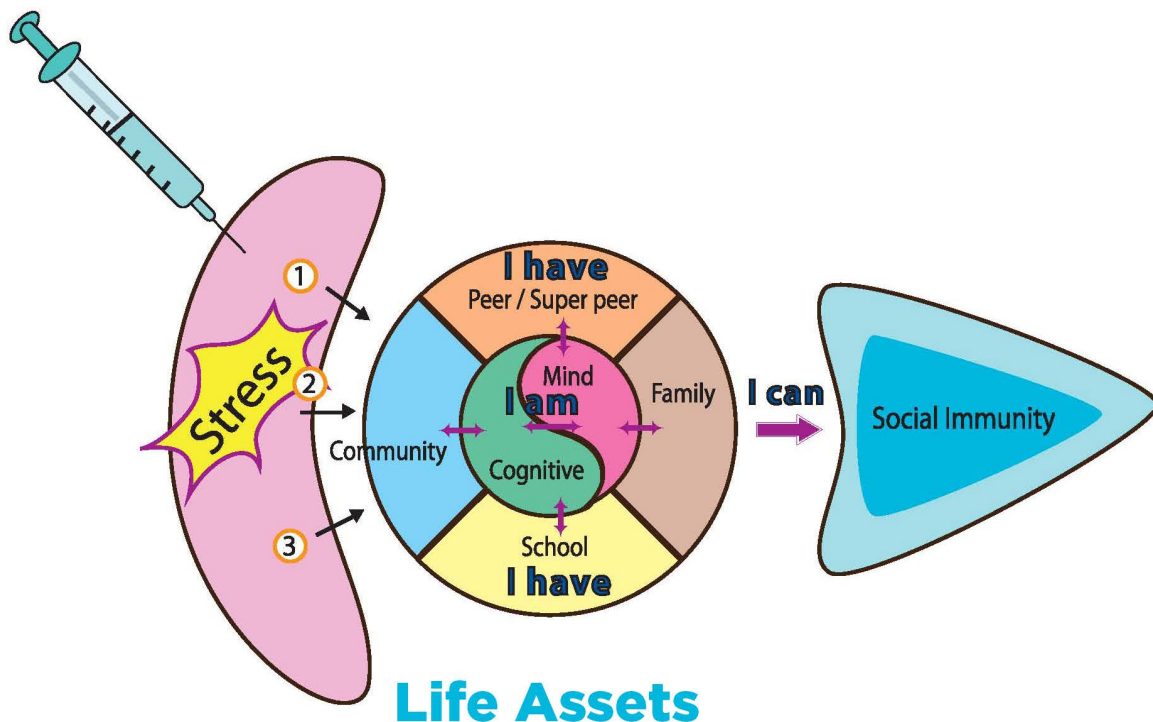 1
Stress
2
3
I have
Peer / Super peer
Mind
I am
Cognitive
Community
Family
School
I have
I can
Social Immunity
Life Assets